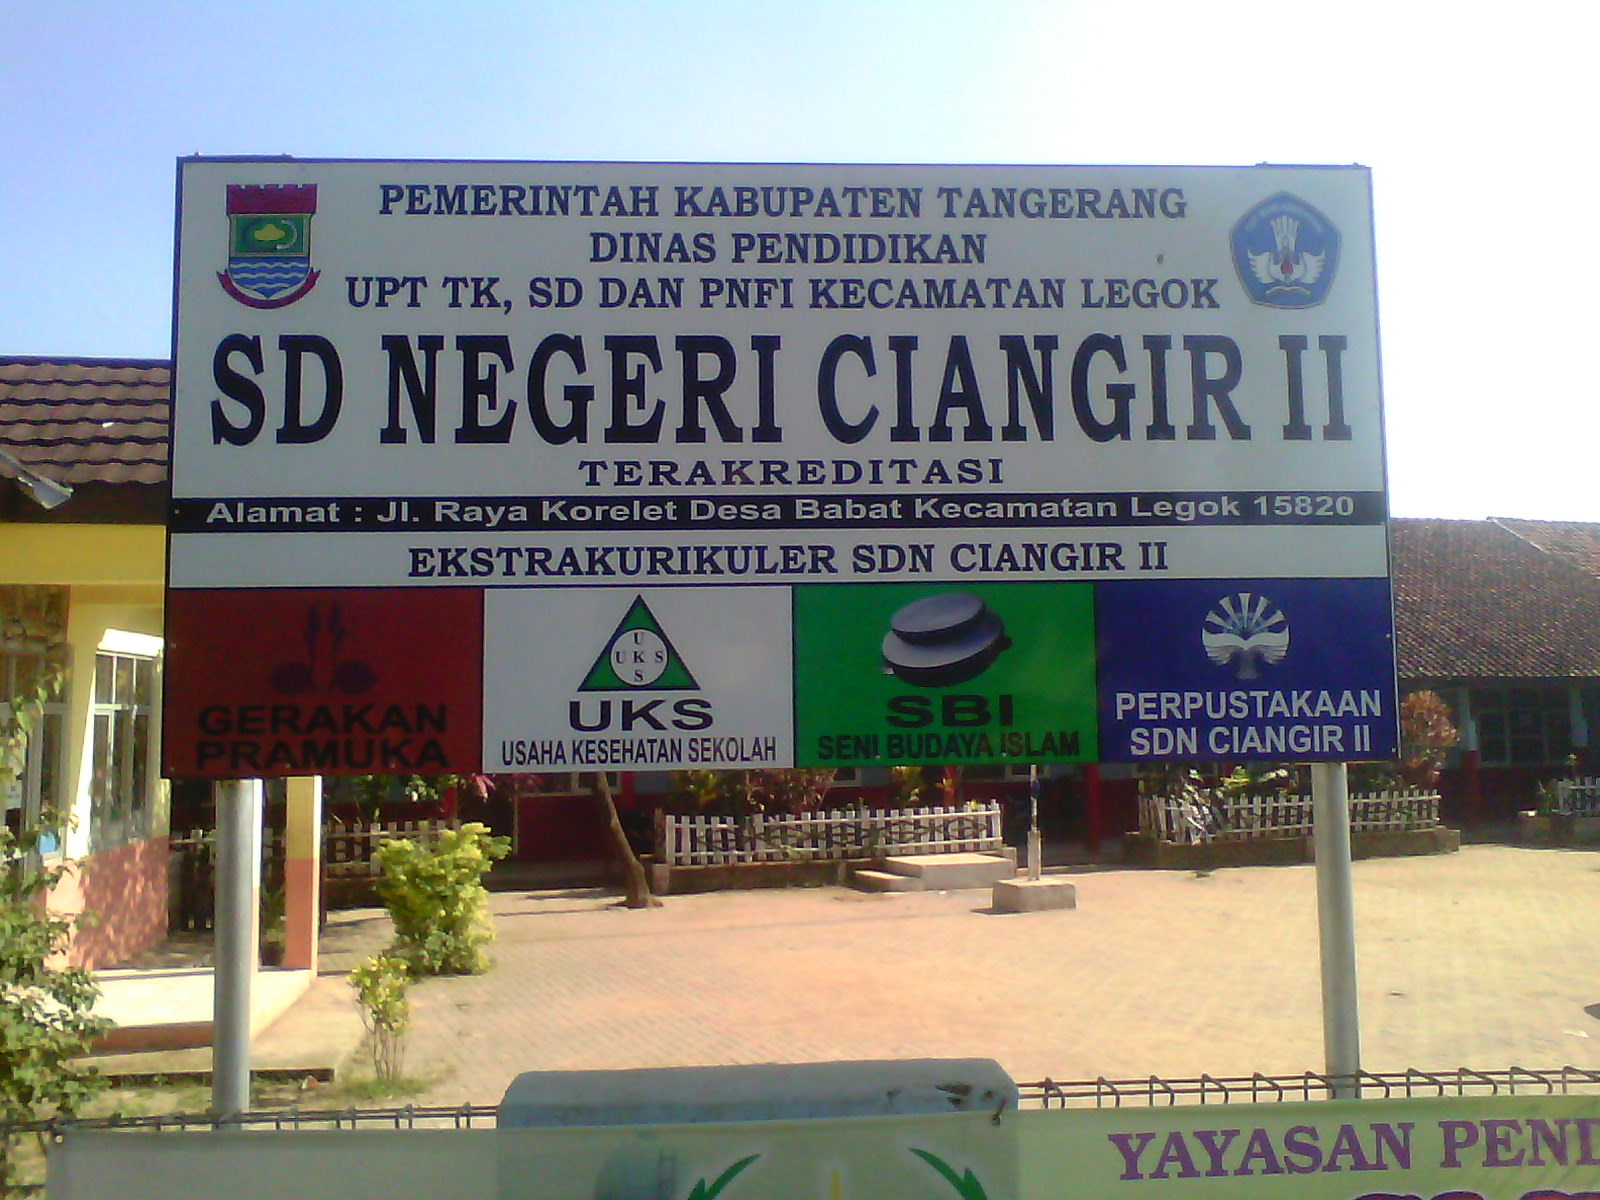 PEMERINTAH KABUPATEN TANGERANG
DINAS PENDIDIKAN
UPT TK, SD DAN PNFI KECAMATAN LEGOK
SD NEGERI CIANGIR II
TERAKREDITASI
Alamat : Jl. Raya Korelet Desa Babat Kecamatan Legok 15820
EKSTRAKURIKULER SDN CIANGIR II
GERAKAN
PRAMUKA
U
UKS
S
UKS
USAHA KESEHATAN SEKOLAH
SBI
SENI BUDAYA ISLAM
PERPUSTAKAAN
SDN CIANGIR II
YAYASAN PEND